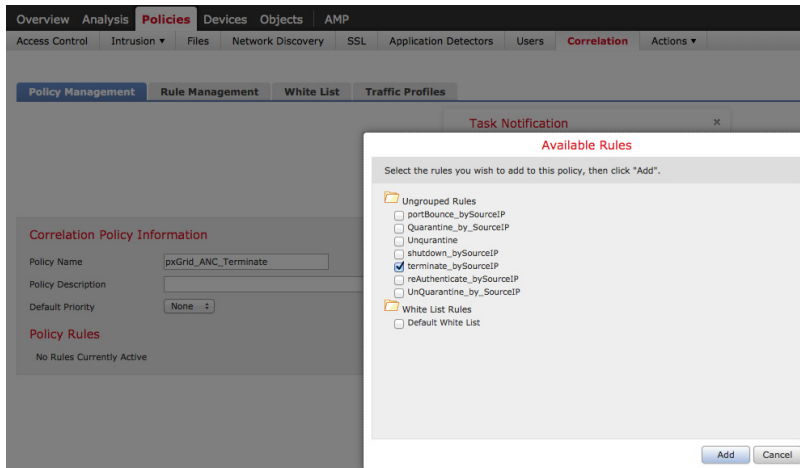 Overview Analysis Policies Devices Objects AMP
Access Control Intrusion ▾ Files Network Discovery SSL Application Detectors Users Correlation Actions ▾
Policy Management Rule Management White List Traffic Profiles
Task Notification ×
Available Rules
Select the rules you wish to add to this policy, then click "Add".
Ungrouped Rules
portBounce_bySourceIP
Quarantine_by_SourceIP
Unqurantine
shutdown_bySourceIP
terminate_bySourceIP
reAuthenticate_bySourceIP
UnQuarantine_by_SourceIP
White List Rules
Default White List
Correlation Policy Information
Policy Name pxGrid_ANC_Terminate
Policy Description
Default Priority None
Policy Rules
No Rules Currently Active
Add Cancel